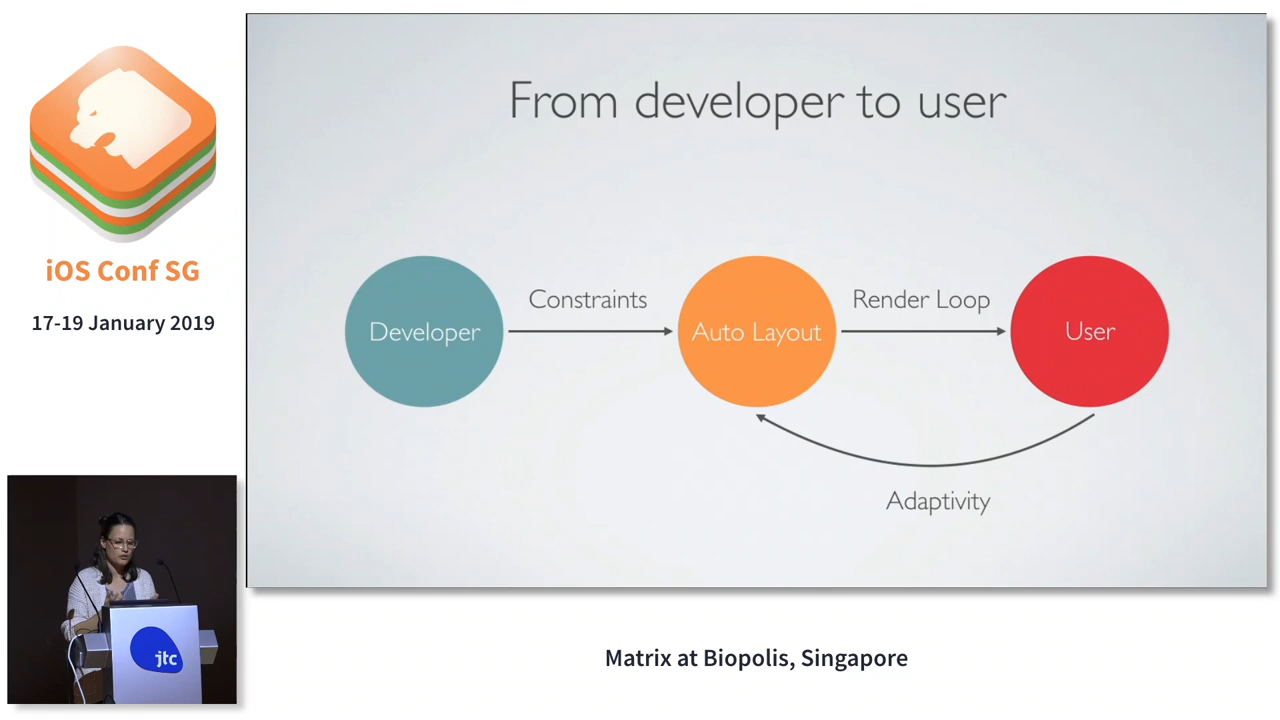 iOS Conf SG
17-19 January 2019
From developer to user
Developer
Constraints
Auto Layout
Render Loop
User
Adaptivity
jtc
Matrix at Biopolis, Singapore